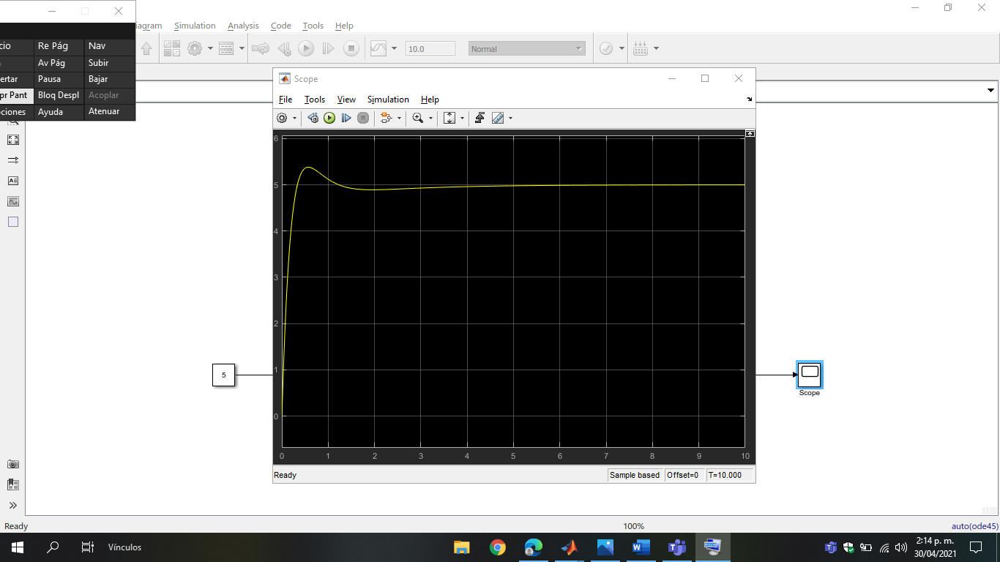 iagram Simulation Analysis Code Tools Help
cio Re Pág Nav
Av Pág Subir
ertar Pausa Bajar
pr Pant Bloq Despl Acoplar
ciones Ayuda Atenuar
10.0 Normal
Scope
File Tools View Simulation Help
6
5
4
3
2
1
0
0 1 2 3 4 5 6 7 8 9 10
Ready Sample based Offset=0 T=10.000
5
Scope
Ready 100% auto(ode45)
Vínculos
2:14 p. m.
30/04/2021